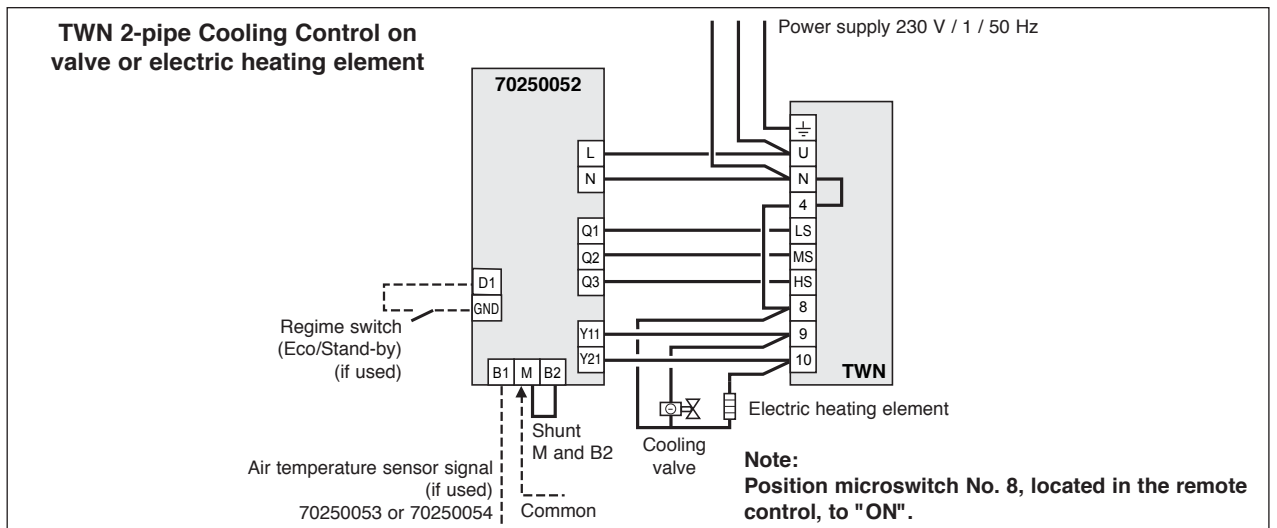 TWN 2-pipe Cooling Control on
valve or electric heating element
Power supply 230 V / 1 / 50 Hz
70250052
L
N
Q1
Q2
Q3
D1
GND
Y11
Y21
B1 M B2
U
N
4
LS
MS
HS
8
9
10
TWN
Regime switch
(Eco/Stand-by)
(if used)
Shunt
M and B2
Cooling
valve
Electric heating element
Air temperature sensor signal
(if used)
70250053 or 70250054
Common
Note:
Position microswitch No. 8, located in the remote
control, to "ON".